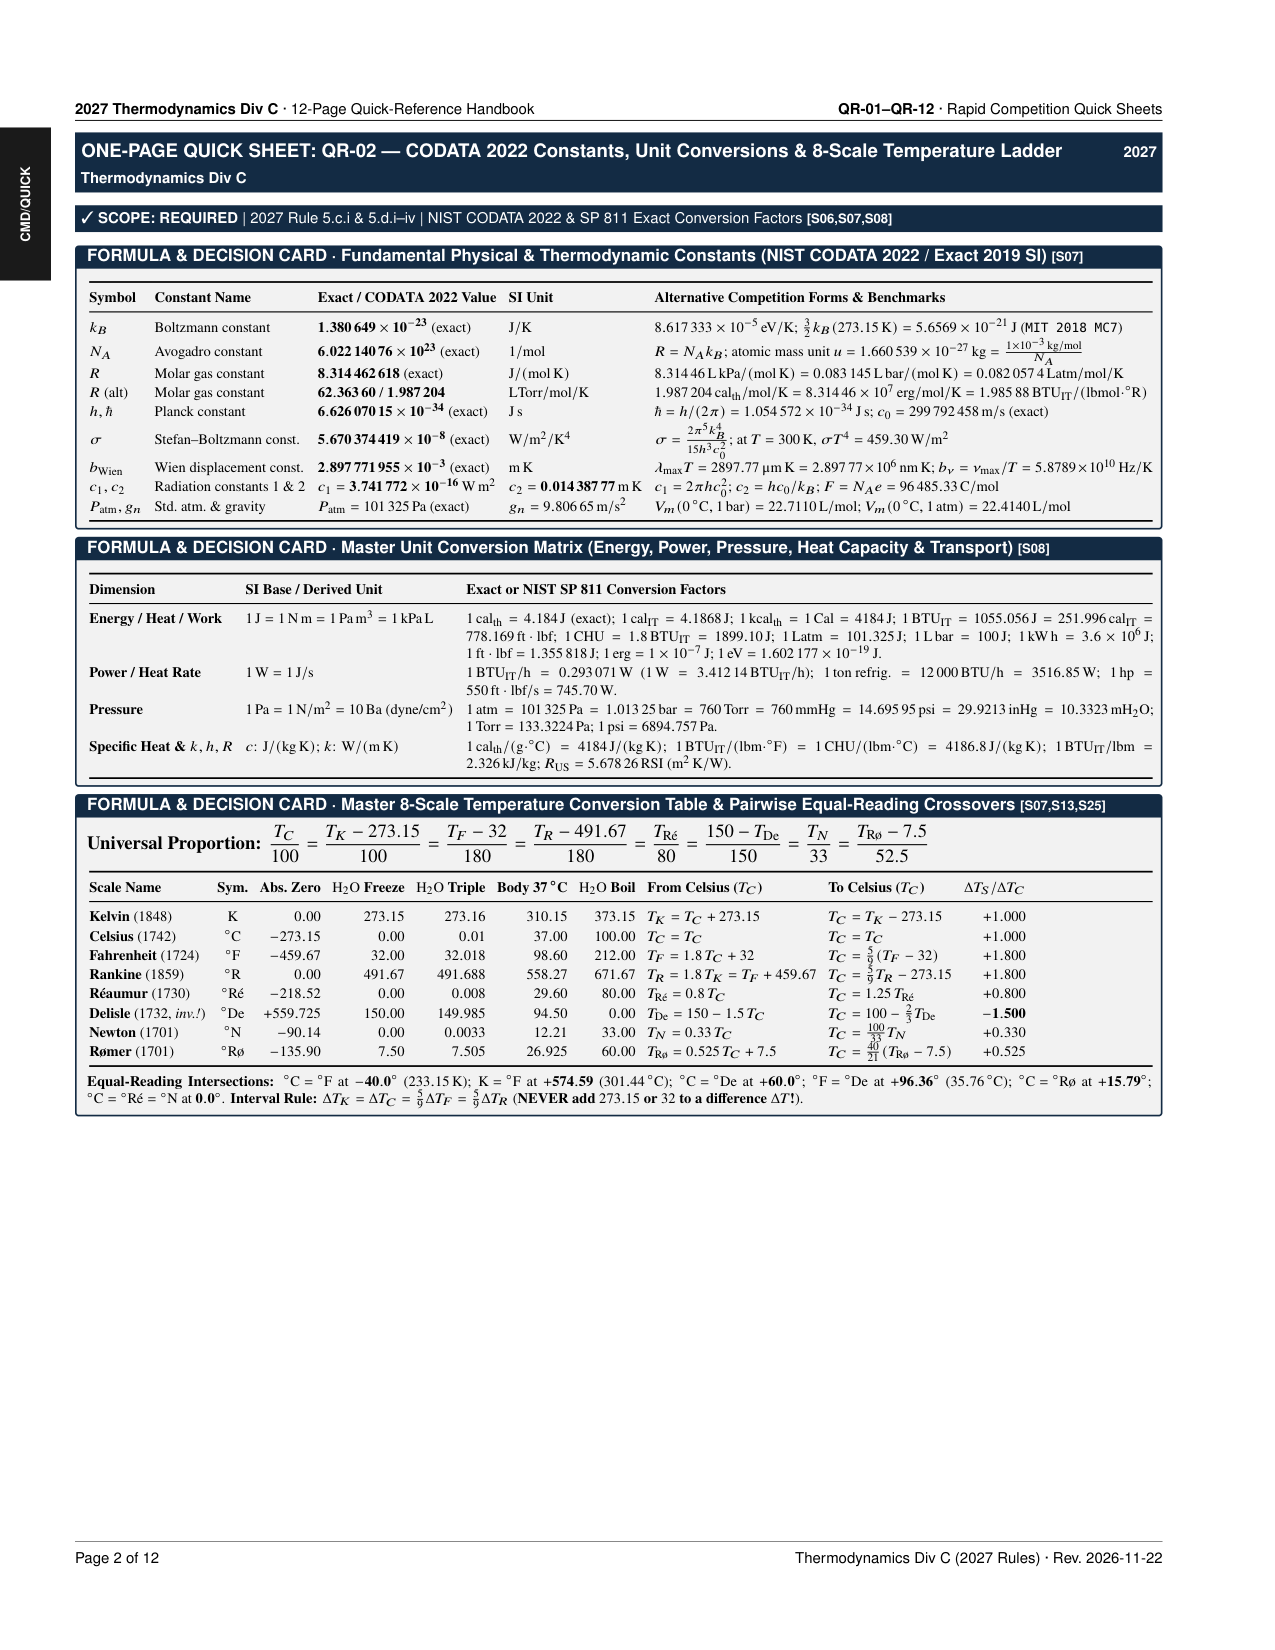 2027 Thermodynamics Div C · 12-Page Quick-Reference Handbook QR-01–QR-12 · Rapid Competition Quick Sheets
CMD/QUICK
ONE-PAGE QUICK SHEET: QR-02 — CODATA 2022 Constants, Unit Conversions & 8-Scale Temperature Ladder 2027
Thermodynamics Div C
✓ SCOPE: REQUIRED | 2027 Rule 5.c.i & 5.d.i–iv | NIST CODATA 2022 & SP 811 Exact Conversion Factors [S06,S07,S08]
FORMULA & DECISION CARD · Fundamental Physical & Thermodynamic Constants (NIST CODATA 2022 / Exact 2019 SI) [S07]
Symbol Constant Name Exact / CODATA 2022 Value SI Unit Alternative Competition Forms & Benchmarks
k_B Boltzmann constant 1.380 649 × 10^−23 (exact) J/K 8.617 333 × 10^−5 eV/K; 3/2 k_B(273.15 K) = 5.6569 × 10^−21 J (MIT 2018 MC7)
N_A Avogadro constant 6.022 140 76 × 10^23 (exact) 1/mol R = N_A k_B; atomic mass unit u = 1.660 539 × 10^−27 kg = 1×10^−3 kg/mol / N_A
R Molar gas constant 8.314 462 618 (exact) J/(mol K) 8.314 46 L kPa/(mol K) = 0.083 145 L bar/(mol K) = 0.082 057 4 Latm/mol/K
R (alt) Molar gas constant 62.363 60 / 1.987 204 LTorr/mol/K 1.987 204 cal_th/mol/K = 8.314 46 × 10^7 erg/mol/K = 1.985 88 BTU_IT/(lbmol·°R)
h, ħ Planck constant 6.626 070 15 × 10^−34 (exact) J s ħ = h/(2π) = 1.054 572 × 10^−34 J s; c_0 = 299 792 458 m/s (exact)
σ Stefan–Boltzmann const. 5.670 374 419 × 10^−8 (exact) W/m^2/K^4 σ = 2π^5 k_B^4 / 15h^3 c_0^2; at T = 300 K, σT^4 = 459.30 W/m^2
b_Wien Wien displacement const. 2.897 771 955 × 10^−3 (exact) m K λ_max T = 2897.77 µm K = 2.897 77×10^6 nm K; b_ν = ν_max/T = 5.8789×10^10 Hz/K
c_1, c_2 Radiation constants 1 & 2 c_1 = 3.741 772 × 10^−16 W m^2 c_2 = 0.014 387 77 m K c_1 = 2πhc_0^2; c_2 = hc_0/k_B; F = N_A e = 96 485.33 C/mol
P_atm, g_n Std. atm. & gravity P_atm = 101 325 Pa (exact) g_n = 9.806 65 m/s^2 V_m(0 °C, 1 bar) = 22.7110 L/mol; V_m(0 °C, 1 atm) = 22.4140 L/mol
FORMULA & DECISION CARD · Master Unit Conversion Matrix (Energy, Power, Pressure, Heat Capacity & Transport) [S08]
Dimension SI Base / Derived Unit Exact or NIST SP 811 Conversion Factors
Energy / Heat / Work 1 J = 1 N m = 1 Pa m^3 = 1 kPa L 1 cal_th = 4.184 J (exact); 1 cal_IT = 4.1868 J; 1 kcal_th = 1 Cal = 4184 J; 1 BTU_IT = 1055.056 J = 251.996 cal_IT =
778.169 ft · lbf; 1 CHU = 1.8 BTU_IT = 1899.10 J; 1 Latm = 101.325 J; 1 L bar = 100 J; 1 kW h = 3.6 × 10^6 J;
1 ft · lbf = 1.355 818 J; 1 erg = 1 × 10^−7 J; 1 eV = 1.602 177 × 10^−19 J.
Power / Heat Rate 1 W = 1 J/s 1 BTU_IT/h = 0.293 071 W (1 W = 3.412 14 BTU_IT/h); 1 ton refrig. = 12 000 BTU/h = 3516.85 W; 1 hp =
550 ft · lbf/s = 745.70 W.
Pressure 1 Pa = 1 N/m^2 = 10 Ba (dyne/cm^2) 1 atm = 101 325 Pa = 1.013 25 bar = 760 Torr = 760 mmHg = 14.695 95 psi = 29.9213 inHg = 10.3323 mH_2O;
1 Torr = 133.3224 Pa; 1 psi = 6894.757 Pa.
Specific Heat & k, h, R c: J/(kg K); k: W/(m K) 1 cal_th/(g·°C) = 4184 J/(kg K); 1 BTU_IT/(lbm·°F) = 1 CHU/(lbm·°C) = 4186.8 J/(kg K); 1 BTU_IT/lbm =
2.326 kJ/kg; R_US = 5.678 26 RSI (m^2 K/W).
FORMULA & DECISION CARD · Master 8-Scale Temperature Conversion Table & Pairwise Equal-Reading Crossovers [S07,S13,S25]
Universal Proportion: T_C/100 = (T_K − 273.15)/100 = (T_F − 32)/180 = (T_R − 491.67)/180 = T_Ré/80 = (150 − T_De)/150 = T_N/33 = (T_Rø − 7.5)/52.5
Scale Name Sym. Abs. Zero H_2O Freeze H_2O Triple Body 37 °C H_2O Boil From Celsius (T_C) To Celsius (T_C) ΔT_S/ΔT_C
Kelvin (1848) K 0.00 273.15 273.16 310.15 373.15 T_K = T_C + 273.15 T_C = T_K − 273.15 +1.000
Celsius (1742) °C −273.15 0.00 0.01 37.00 100.00 T_C = T_C T_C = T_C +1.000
Fahrenheit (1724) °F −459.67 32.00 32.018 98.60 212.00 T_F = 1.8 T_C + 32 T_C = 5/9 (T_F − 32) +1.800
Rankine (1859) °R 0.00 491.67 491.688 558.27 671.67 T_R = 1.8 T_K = T_F + 459.67 T_C = 5/9 T_R − 273.15 +1.800
Réaumur (1730) °Ré −218.52 0.00 0.008 29.60 80.00 T_Ré = 0.8 T_C T_C = 1.25 T_Ré +0.800
Delisle (1732, inv.!) °De +559.725 150.00 149.985 94.50 0.00 T_De = 150 − 1.5 T_C T_C = 100 − 2/3 T_De −1.500
Newton (1701) °N −90.14 0.00 0.0033 12.21 33.00 T_N = 0.33 T_C T_C = 100/33 T_N +0.330
Rømer (1701) °Rø −135.90 7.50 7.505 26.925 60.00 T_Rø = 0.525 T_C + 7.5 T_C = 40/21 (T_Rø − 7.5) +0.525
Equal-Reading Intersections: °C = °F at −40.0° (233.15 K); K = °F at +574.59 (301.44 °C); °C = °De at +60.0°; °F = °De at +96.36° (35.76 °C); °C = °Rø at +15.79°;
°C = °Ré = °N at 0.0°. Interval Rule: ΔT_K = ΔT_C = 5/9 ΔT_F = 5/9 ΔT_R (NEVER add 273.15 or 32 to a difference ΔT!).
Page 2 of 12 Thermodynamics Div C (2027 Rules) · Rev. 2026-11-22